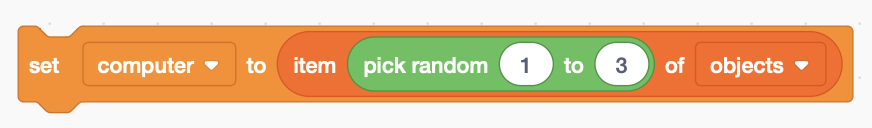 set computer to item pick random 1 to 3 of objects